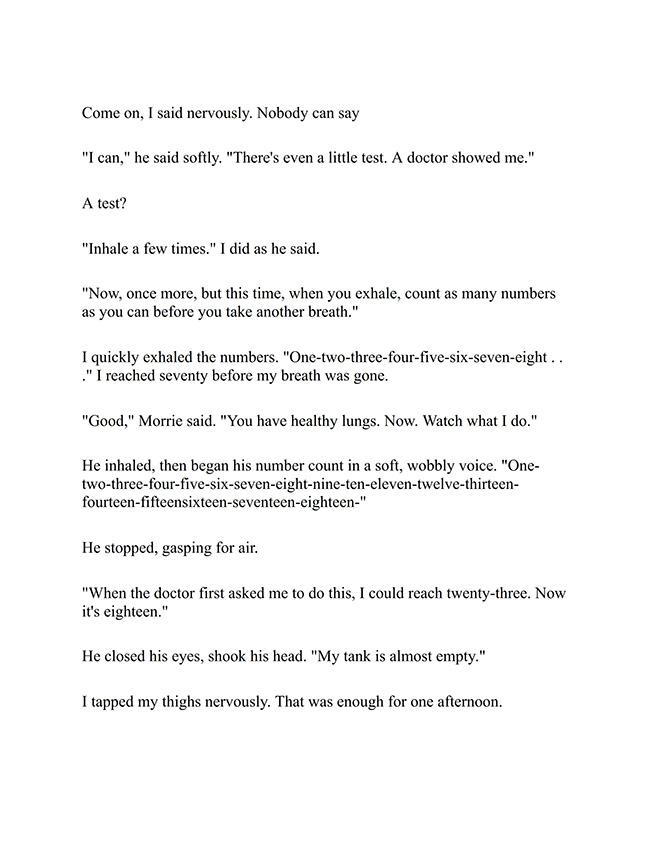 Come on, I said nervously. Nobody can say
"I can," he said softly. "There's even a little test. A doctor showed me."
A test?
"Inhale a few times." I did as he said.
"Now, once more, but this time, when you exhale, count as many numbers
as you can before you take another breath."
I quickly exhaled the numbers. "One-two-three-four-five-six-seven-eight . .
." I reached seventy before my breath was gone.
"Good," Morrie said. "You have healthy lungs. Now. Watch what I do."
He inhaled, then began his number count in a soft, wobbly voice. "One-
two-three-four-five-six-seven-eight-nine-ten-eleven-twelve-thirteen-
fourteen-fifteensixteen-seventeen-eighteen-"
He stopped, gasping for air.
"When the doctor first asked me to do this, I could reach twenty-three. Now
it's eighteen."
He closed his eyes, shook his head. "My tank is almost empty."
I tapped my thighs nervously. That was enough for one afternoon.